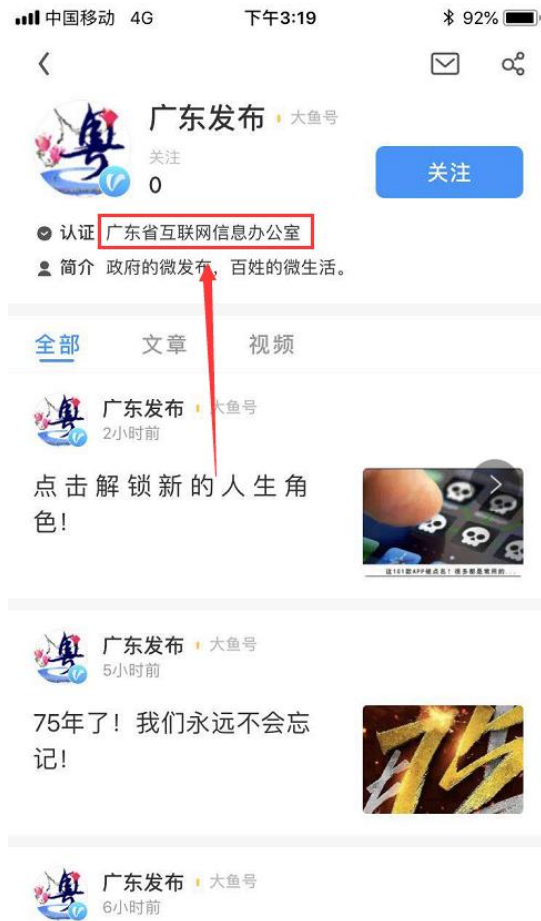 中国移动 4G 下午3:19 92%
广东发布 大鱼号
关注
0
关注
认证 广东省互联网信息办公室
简介 政府的微发布，百姓的微生活。
全部 文章 视频
广东发布 大鱼号
2小时前
点击解锁新的人生角
色！
这101款APP被点名！很多都是常用的...
广东发布 大鱼号
5小时前
75年了！我们永远不会忘
记！
75
广东发布 大鱼号
6小时前
粤